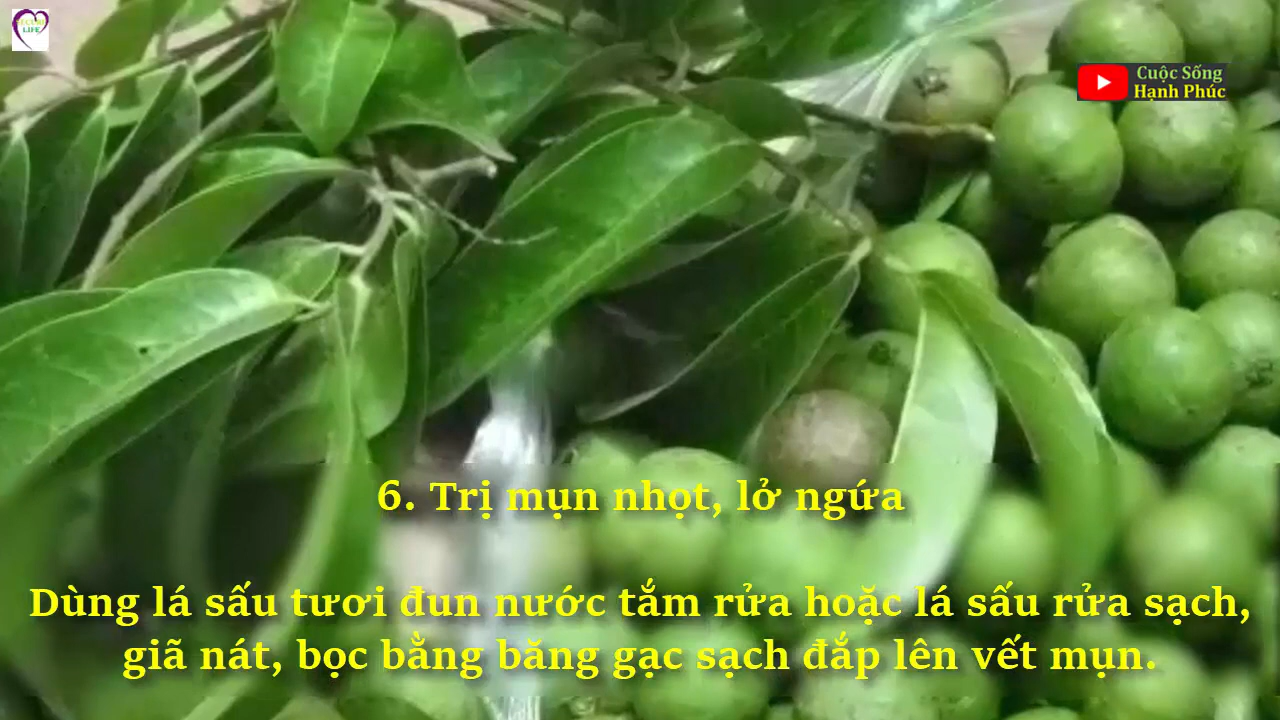 LIFE
Cuộc Sống
Hạnh Phúc
6. Trị mụn nhọt, lở ngứa
Dùng lá sấu tươi đun nước tắm rửa hoặc lá sấu rửa sạch,
giã nát, bọc bằng băng gạc sạch đắp lên vết mụn.